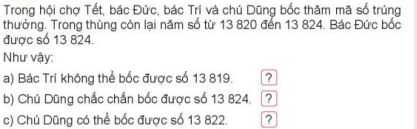 Trong hội chợ Tết, bác Đức, bác Trí và chú Dũng bốc thăm mã số trúng
thưởng. Trong thùng còn lại năm số từ 13 820 đến 13 824. Bác Đức bốc
được số 13 824.
Như vậy:
a) Bác Trí không thể bốc được số 13 819. ?
b) Chú Dũng chắc chắn bốc được số 13 824. ?
c) Chú Dũng có thể bốc được số 13 822. ?